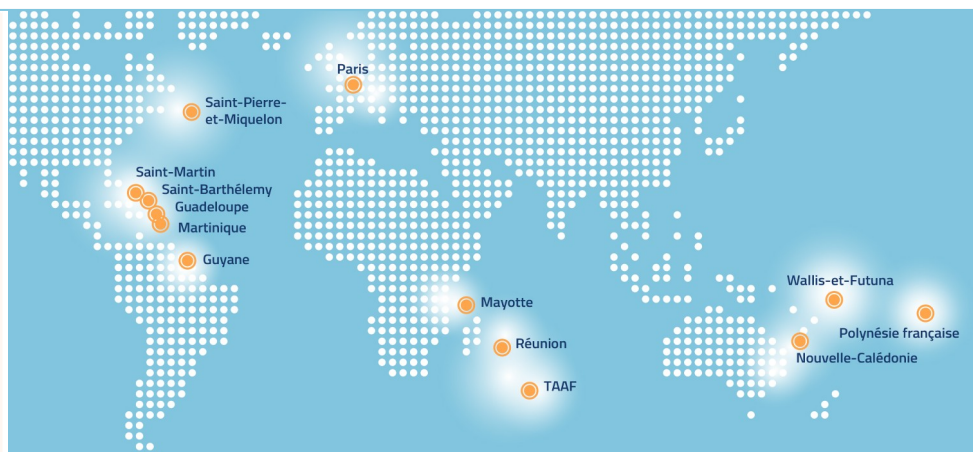 Paris
Saint-Pierre-
et-Miquelon
Saint-Martin
Saint-Barthélemy
Guadeloupe
Martinique
Guyane
Mayotte
Réunion
TAAF
Wallis-et-Futuna
Polynésie française
Nouvelle-Calédonie